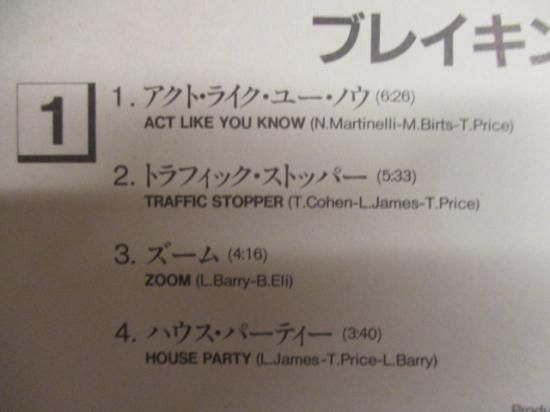 ブレイキン
1
1. アクト・ライク・ユー・ノウ (6:26)
ACT LIKE YOU KNOW (N.Martinelli-M.Birts-T.Price)
2. トラフィック・ストッパー (5:33)
TRAFFIC STOPPER (T.Cohen-L.James-T.Price)
3. ズーム (4:16)
ZOOM (L.Barry-B.Eli)
4. ハウス・パーティー (3:40)
HOUSE PARTY (L.James-T.Price-L.Barry)